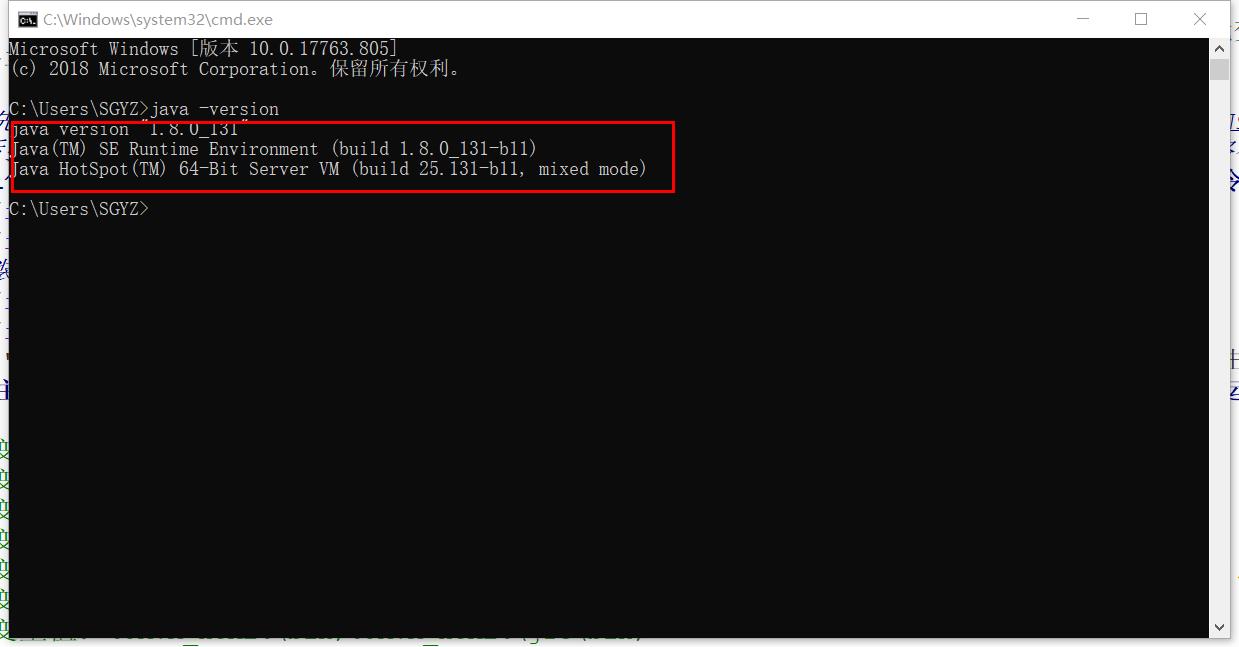 C:\Windows\system32\cmd.exe
Microsoft Windows [版本 10.0.17763.805]
(c) 2018 Microsoft Corporation。保留所有权利。
C:\Users\SGYZ>java -version
java version "1.8.0_131"
Java(TM) SE Runtime Environment (build 1.8.0_131-b11)
Java HotSpot(TM) 64-Bit Server VM (build 25.131-b11, mixed mode)
C:\Users\SGYZ>